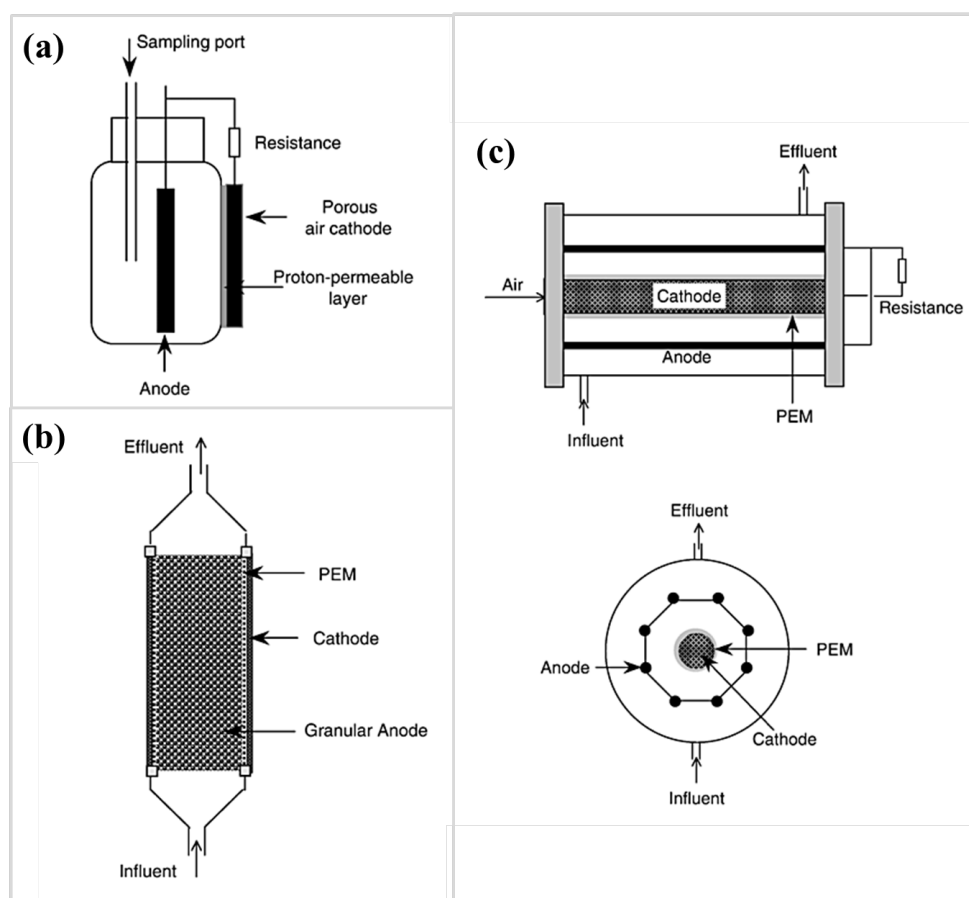 (a)
Sampling port
Resistance
Porous
air cathode
Proton-permeable
layer
Anode
(b)
Effluent
PEM
Cathode
Granular Anode
Influent
(c)
Effluent
Air
Cathode
Resistance
Anode
PEM
Influent
Effluent
Anode
PEM
Cathode
Influent